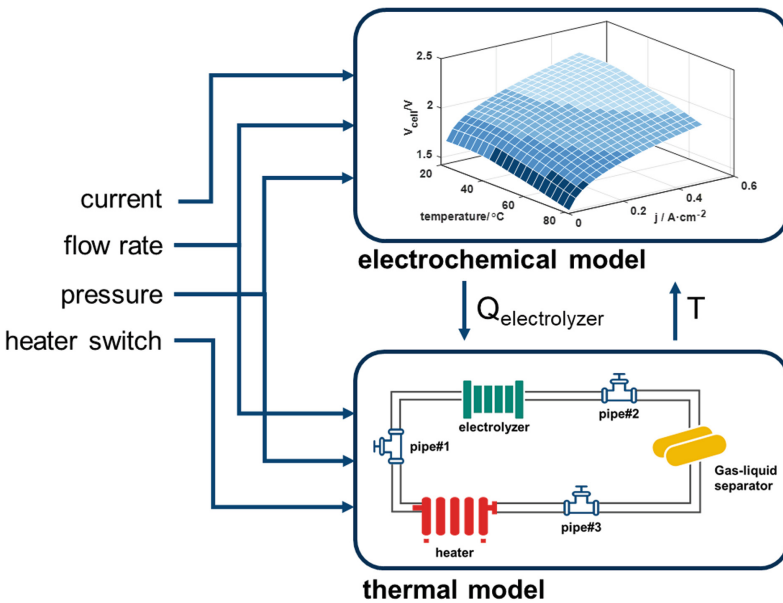 2.5
2
1.5
V_cell/V
20
40
60
80
temperature/°C
0
0.2
0.4
0.6
j / A·cm⁻²
current
flow rate
pressure
heater switch
electrochemical model
Q_electrolyzer
T
electrolyzer
pipe#1
pipe#2
Gas-liquid
separator
heater
pipe#3
thermal model